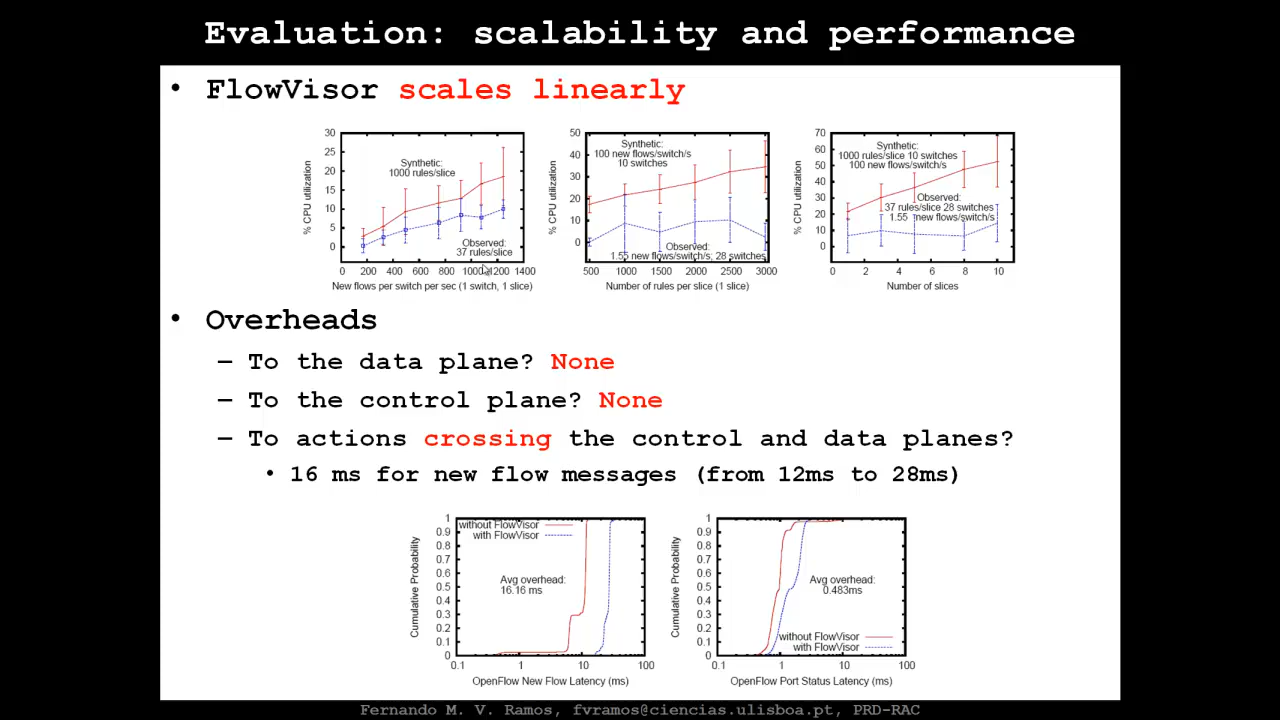 Evaluation: scalability and performance
• FlowVisor scales linearly
30
25
20
15
10
5
0
% CPU utilization
Synthetic:
1000 rules/slice
Observed:
37 rules/slice
0 200 400 600 800 1000 1200 1400
New flows per switch per sec (1 switch, 1 slice)
50
40
30
20
10
0
% CPU utilization
Synthetic:
100 new flows/switch/s
10 switches
Observed:
1.55 new flows/switch/s; 28 switches
500 1000 1500 2000 2500 3000
Number of rules per slice (1 slice)
70
60
50
40
30
20
10
0
% CPU utilization
Synthetic:
1000 rules/slice 10 switches
100 new flows/switch/s
Observed:
37 rules/slice 28 switches
1.55 new flows/switch/s
2 4 6 8 10
Number of slices
• Overheads
– To the data plane? None
– To the control plane? None
– To actions crossing the control and data planes?
• 16 ms for new flow messages (from 12ms to 28ms)
1
0.9
0.8
0.7
0.6
0.5
0.4
0.3
0.2
0.1
0
Cumulative Probability
without FlowVisor
with FlowVisor
Avg overhead:
16.16 ms
0.1 1 10 100
OpenFlow New Flow Latency (ms)
1
0.9
0.8
0.7
0.6
0.5
0.4
0.3
0.2
0.1
0
Cumulative Probability
Avg overhead:
0.483ms
without FlowVisor
with FlowVisor
0.1 1 10 100
OpenFlow Port Status Latency (ms)
Fernando M. V. Ramos, fvramos@ciencias.ulisboa.pt, PRD-RAC